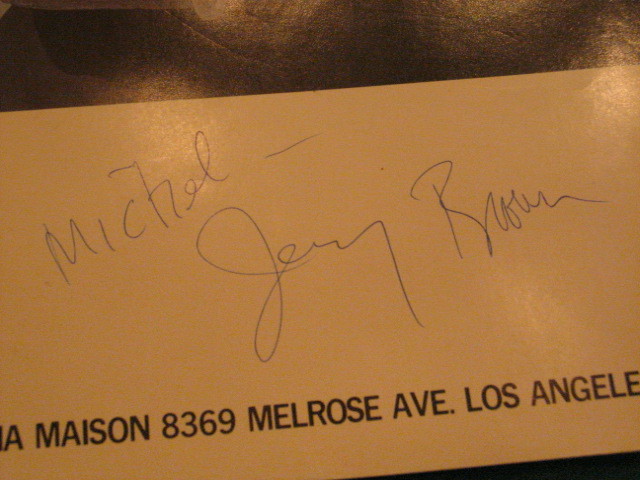 Michel -
Jerry Brown
MA MAISON 8369 MELROSE AVE. LOS ANGELE